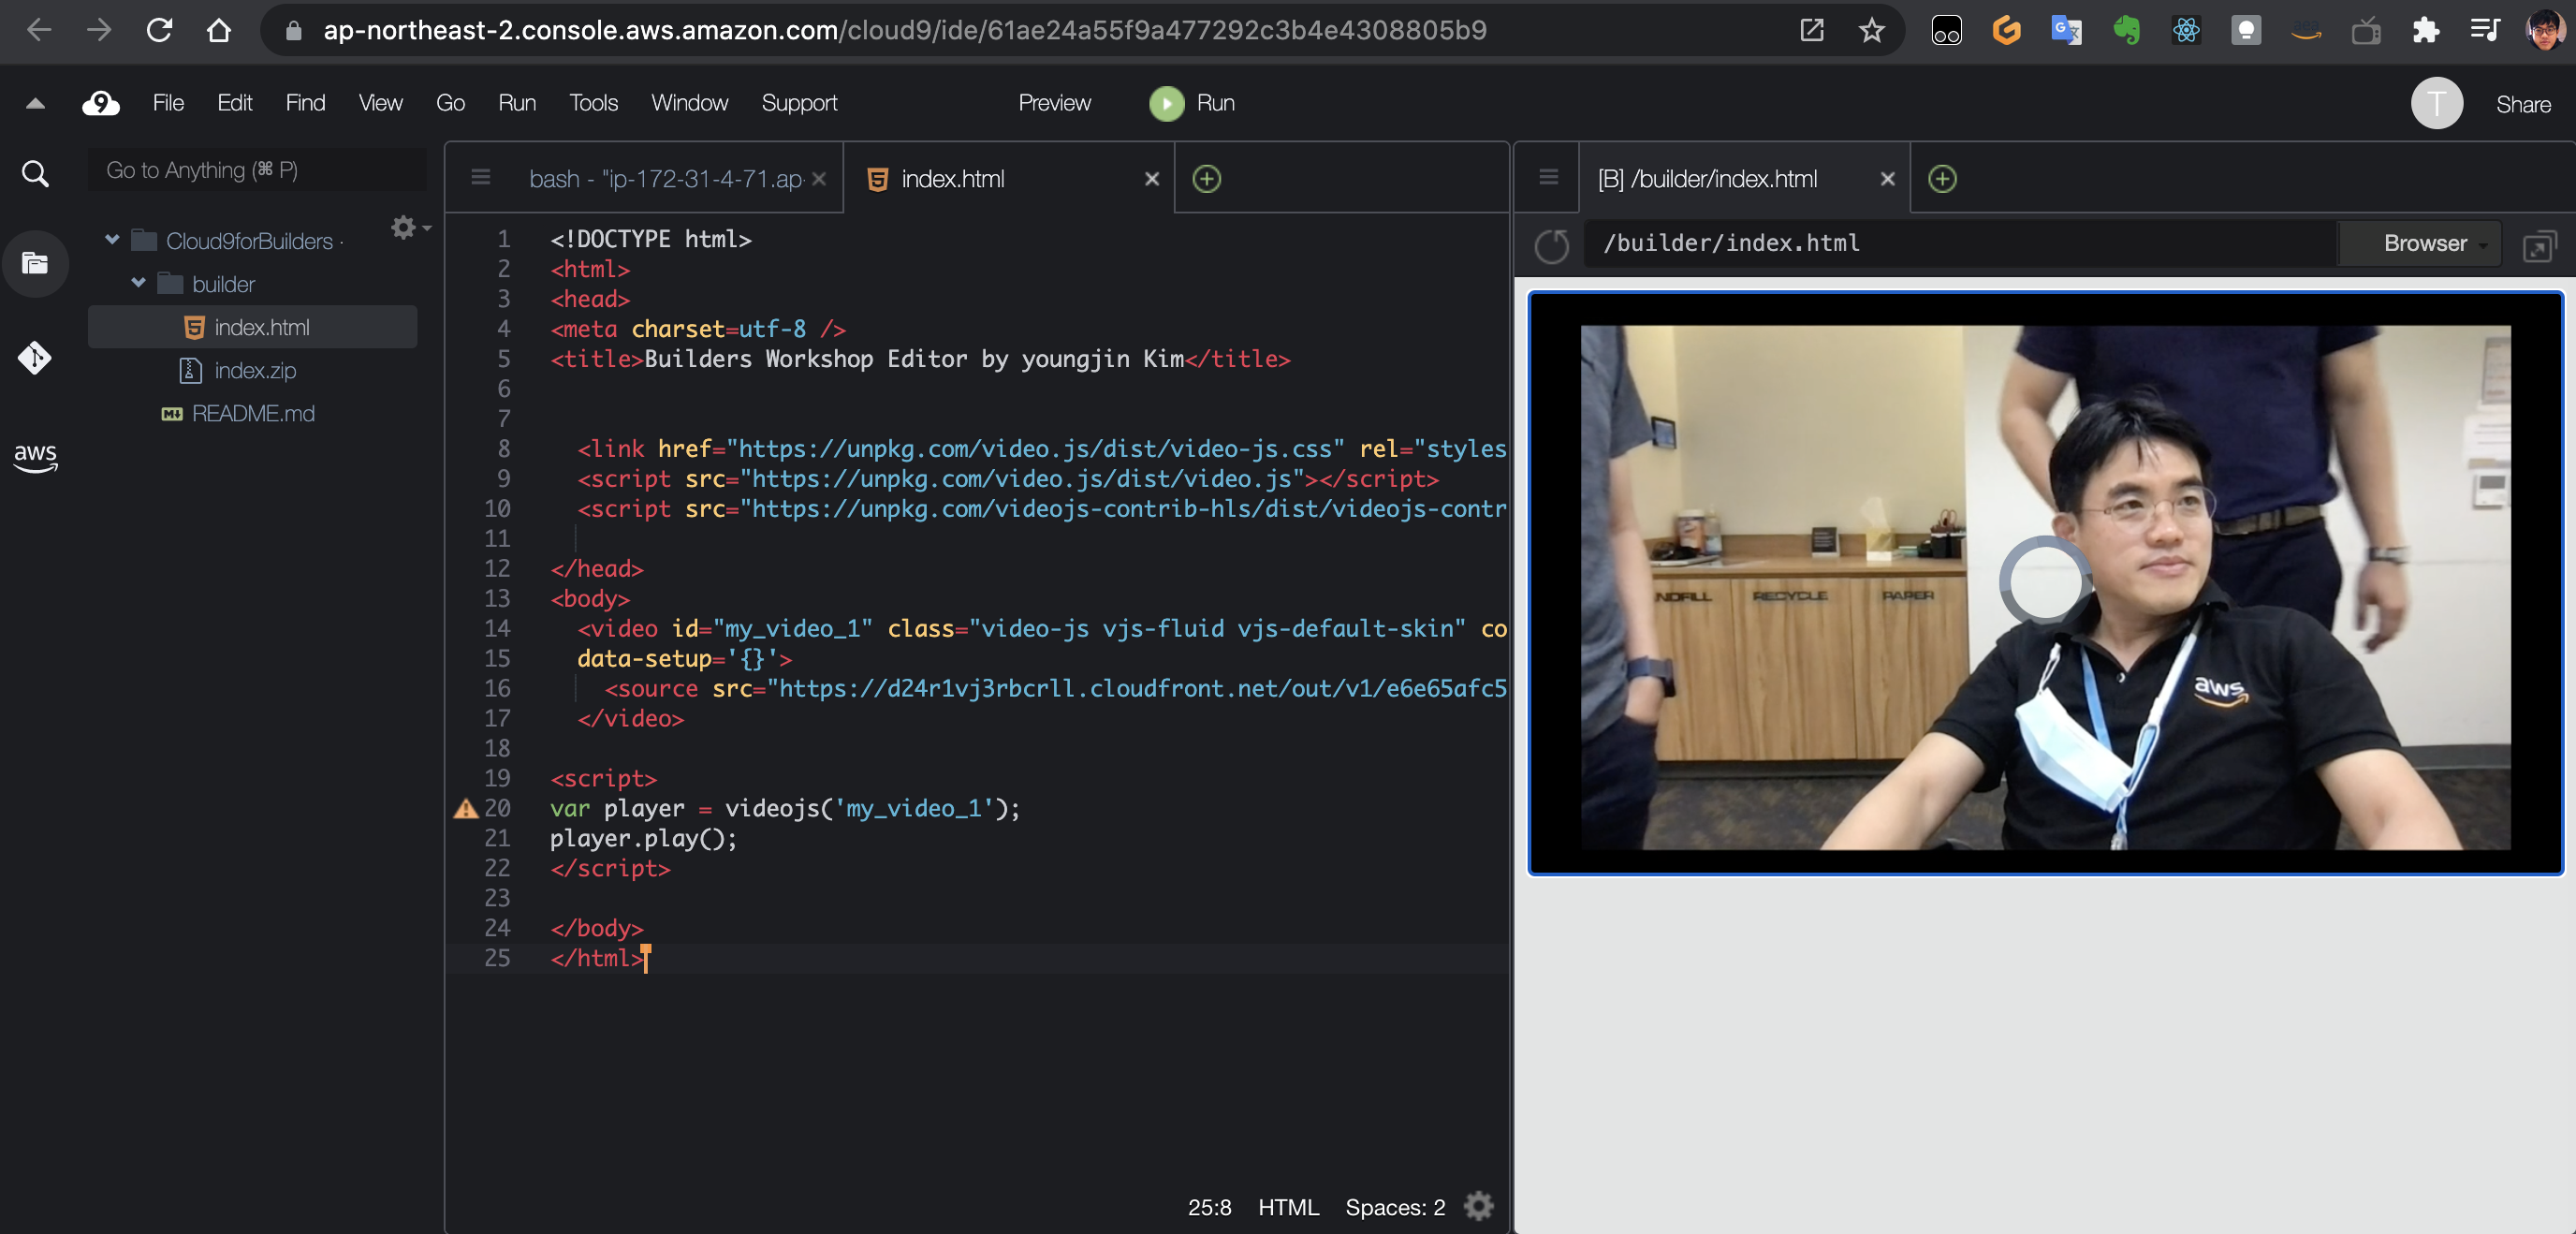 ap-northeast-2.console.aws.amazon.com/cloud9/ide/61ae24a55f9a477292c3b4e4308805b9
9 File Edit Find View Go Run Tools Window Support Preview Run T Share
Go to Anything (⌘ P)
bash - "ip-172-31-4-71.ap-
index.html
[B] /builder/index.html
/builder/index.html
Browser
Cloud9forBuilders ·
builder
index.html
index.zip
README.md
aws
1 <!DOCTYPE html>
2 <html>
3 <head>
4 <meta charset=utf-8 />
5 <title>Builders Workshop Editor by youngjin Kim</title>
6
7
8 <link href="https://unpkg.com/video.js/dist/video-js.css" rel="styles
9 <script src="https://unpkg.com/video.js/dist/video.js"></script>
10 <script src="https://unpkg.com/videojs-contrib-hls/dist/videojs-contr
11
12 </head>
13 <body>
14 <video id="my_video_1" class="video-js vjs-fluid vjs-default-skin" co
15 data-setup='{}'>
16 <source src="https://d24r1vj3rbcrll.cloudfront.net/out/v1/e6e65afc5
17 </video>
18
19 <script>
20 var player = videojs('my_video_1');
21 player.play();
22 </script>
23
24 </body>
25 </html>
25:8 HTML Spaces: 2
RECYCLE
PAPER
aws